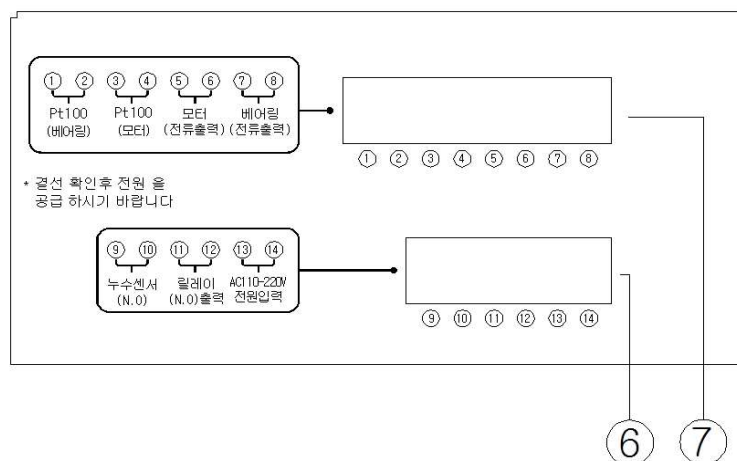 ① ② ③ ④ ⑤ ⑥ ⑦ ⑧
Pt100 Pt100 모터 베어링
(베어링) (모터) (전류출력) (전류출력)
① ② ③ ④ ⑤ ⑥ ⑦ ⑧
* 결선 확인후 전원 을
공급 하시기 바랍니다
⑨ ⑩ ⑪ ⑫ ⑬ ⑭
누수센서 릴레이 AC110-220V
(N.O) (N.O)출력 전원입력
⑨ ⑩ ⑪ ⑫ ⑬ ⑭
⑥ ⑦